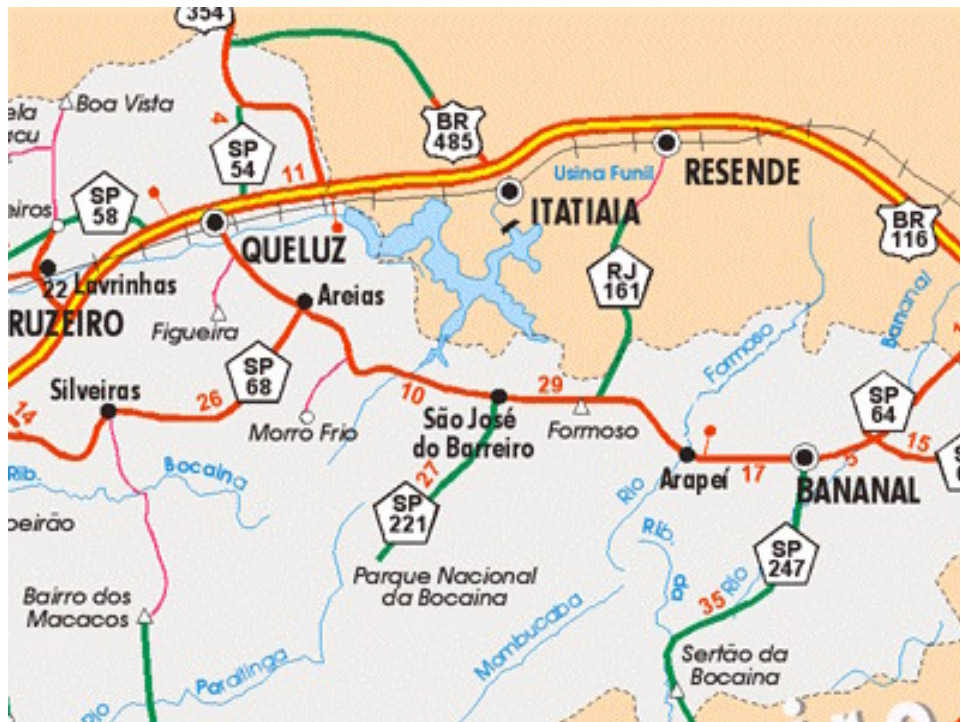 354
Boa Vista
4
BR
485
SP
54
11
SP
58
Usina Funil
RESENDE
ITATIAIA
BR
116
QUELUZ
RJ
161
22
Lavrinhas
Areias
Bananal
RUZEIRO
Figueira
Formoso
SP
68
Silveiras
26
10
29
SP
64
14
São José
do Barreiro
Morro Frio
Formoso
15
5
Rib.
Bocaina
27
Arapeí
17
BANANAL
Rio
SP
221
Rib.
SP
247
Parque Nacional
da Bocaina
da
35
Rio
Bairro dos
Macacos
Mambucaba
Sertão da
Bocaina
Paraitinga
Rio